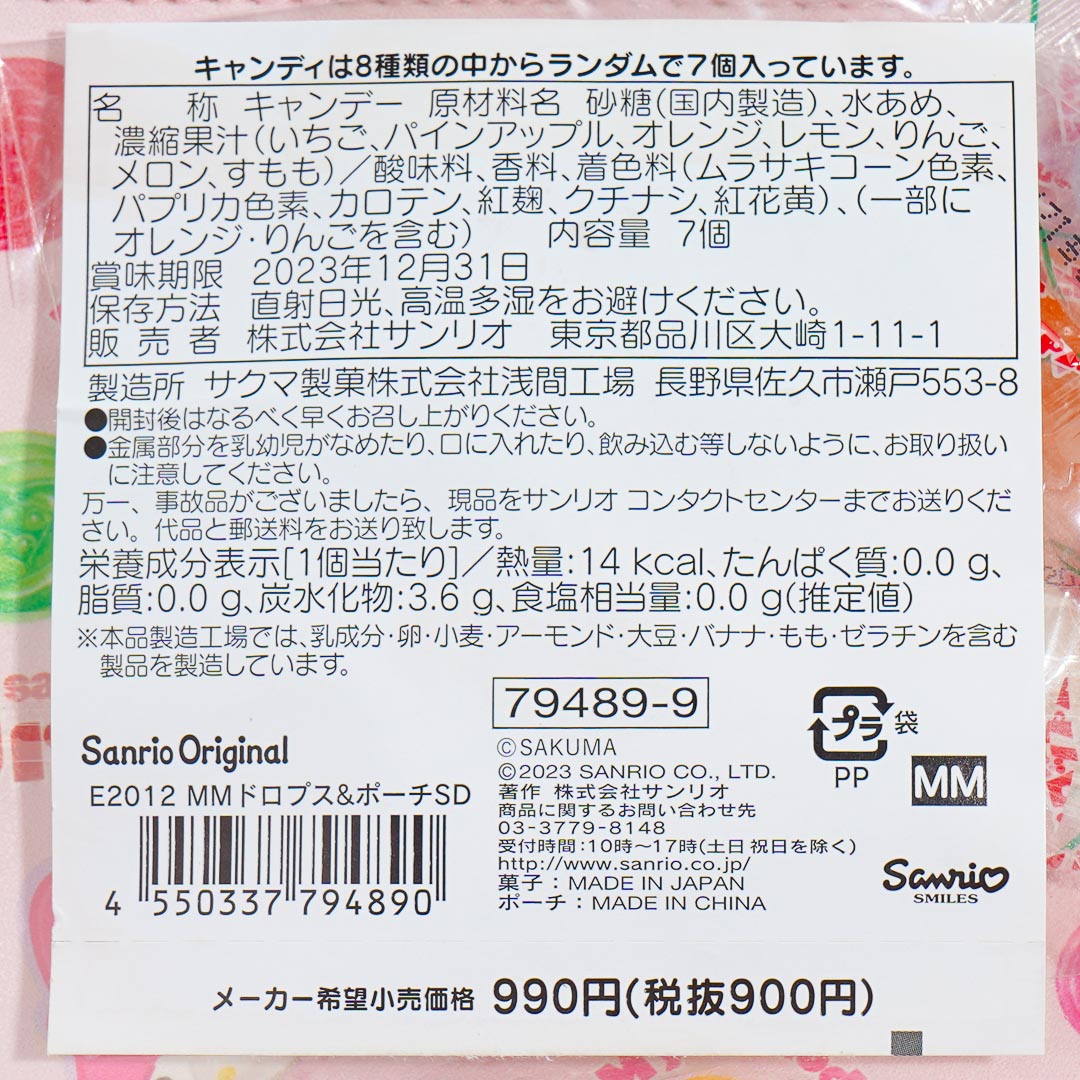 キャンディは8種類の中からランダムで7個入っています。
名 称 キャンデー 原材料名 砂糖(国内製造)、水あめ、
濃縮果汁(いちご、パインアップル、オレンジ、レモン、りんご、
メロン、すもも)／酸味料、香料、着色料(ムラサキコーン色素、
パプリカ色素、カロテン、紅麹、クチナシ、紅花黄)、(一部に
オレンジ・りんごを含む) 内容量 7個
賞味期限 2023年12月31日
保存方法 直射日光、高温多湿をお避けください。
販売者 株式会社サンリオ 東京都品川区大崎1-11-1
製造所 サクマ製菓株式会社浅間工場 長野県佐久市瀬戸553-8
●開封後はなるべく早くお召し上がりください。
●金属部分を乳幼児がなめたり、口に入れたり、飲み込む等しないように、お取り扱い
に注意してください。
万一、事故品がございましたら、現品をサンリオ コンタクトセンターまでお送りくだ
さい。代品と郵送料をお送り致します。
栄養成分表示[1個当たり]／熱量:14 kcal、たんぱく質:0.0 g、
脂質:0.0 g、炭水化物:3.6 g、食塩相当量:0.0 g(推定値)
※本品製造工場では、乳成分・卵・小麦・アーモンド・大豆・バナナ・もも・ゼラチンを含む
製品を製造しています。
79489-9
プラ 袋
PP
MM
Sanrio Original
E2012 MMドロップス&ポーチSD
4 550337 794890
©SAKUMA
©2023 SANRIO CO., LTD.
著作 株式会社サンリオ
商品に関するお問い合わせ先
03-3779-8148
受付時間:10時～17時(土日祝日を除く)
http://www.sanrio.co.jp/
菓子：MADE IN JAPAN
ポーチ：MADE IN CHINA
Sanrio
SMILES
メーカー希望小売価格 990円(税抜900円)